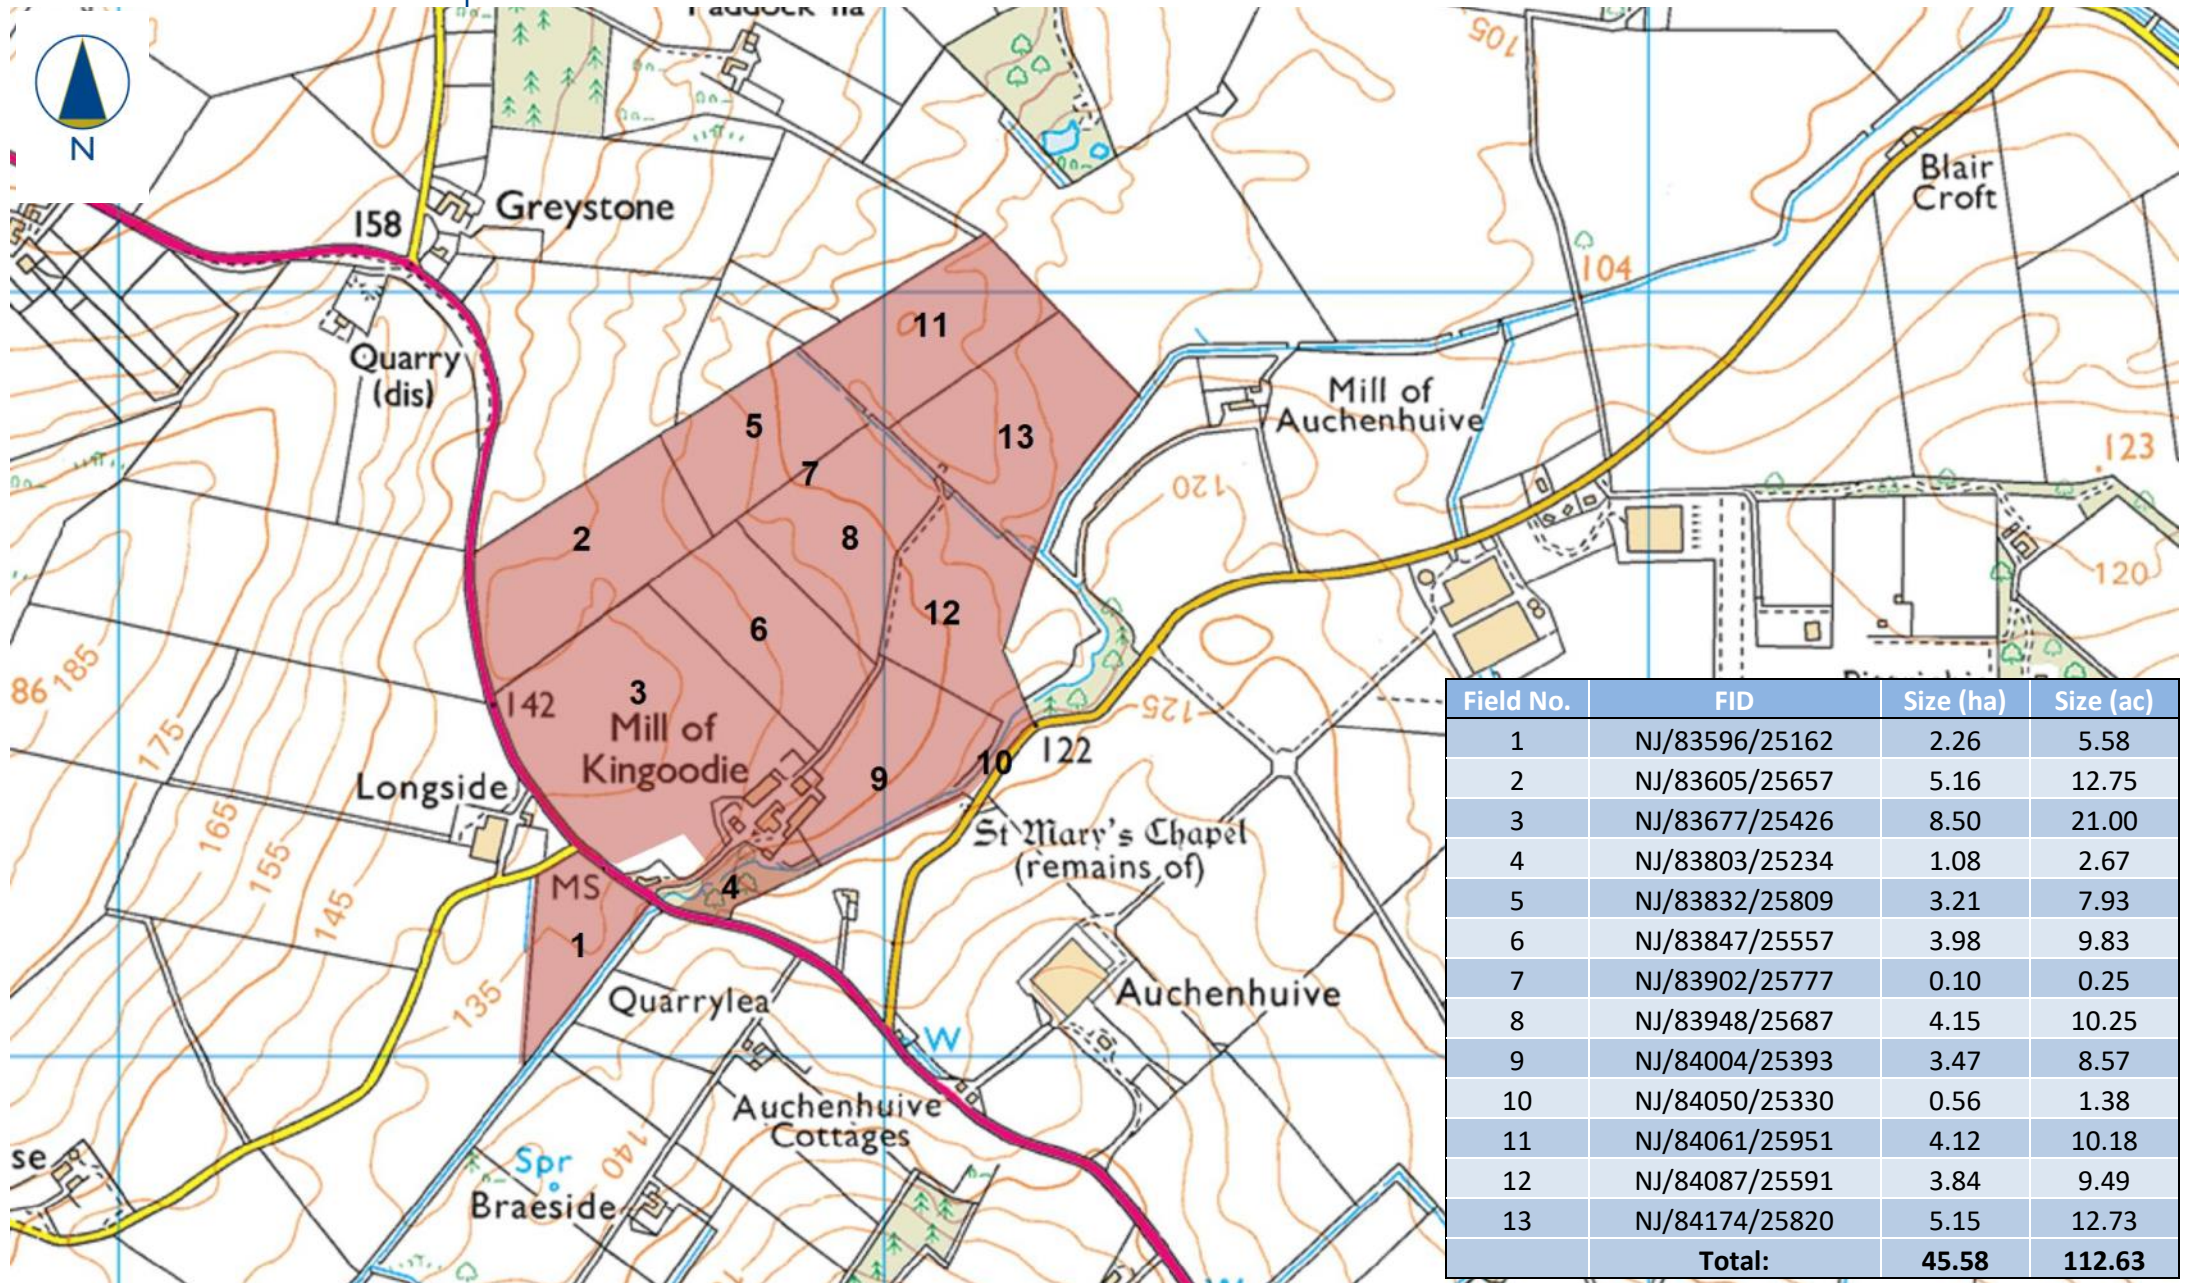 N
105
Greystone
158
Blair
Croft
104
11
Quarry
(dis)
Mill of
Auchenhuive
5
13
123
7
120
2
8
120
12
6
86
185
3
142
175
Mill of
Kingoodie
125
122
10
9
Longside
165
St Mary's Chapel
(remains of)
155
MS
4
145
1
135
Quarrylea
Auchenhuive
W
Auchenhuive
Cottages
140
se
Spr
Braeside
Field No. FID Size (ha) Size (ac)
1 NJ/83596/25162 2.26 5.58
2 NJ/83605/25657 5.16 12.75
3 NJ/83677/25426 8.50 21.00
4 NJ/83803/25234 1.08 2.67
5 NJ/83832/25809 3.21 7.93
6 NJ/83847/25557 3.98 9.83
7 NJ/83902/25777 0.10 0.25
8 NJ/83948/25687 4.15 10.25
9 NJ/84004/25393 3.47 8.57
10 NJ/84050/25330 0.56 1.38
11 NJ/84061/25951 4.12 10.18
12 NJ/84087/25591 3.84 9.49
13 NJ/84174/25820 5.15 12.73
Total: 45.58 112.63